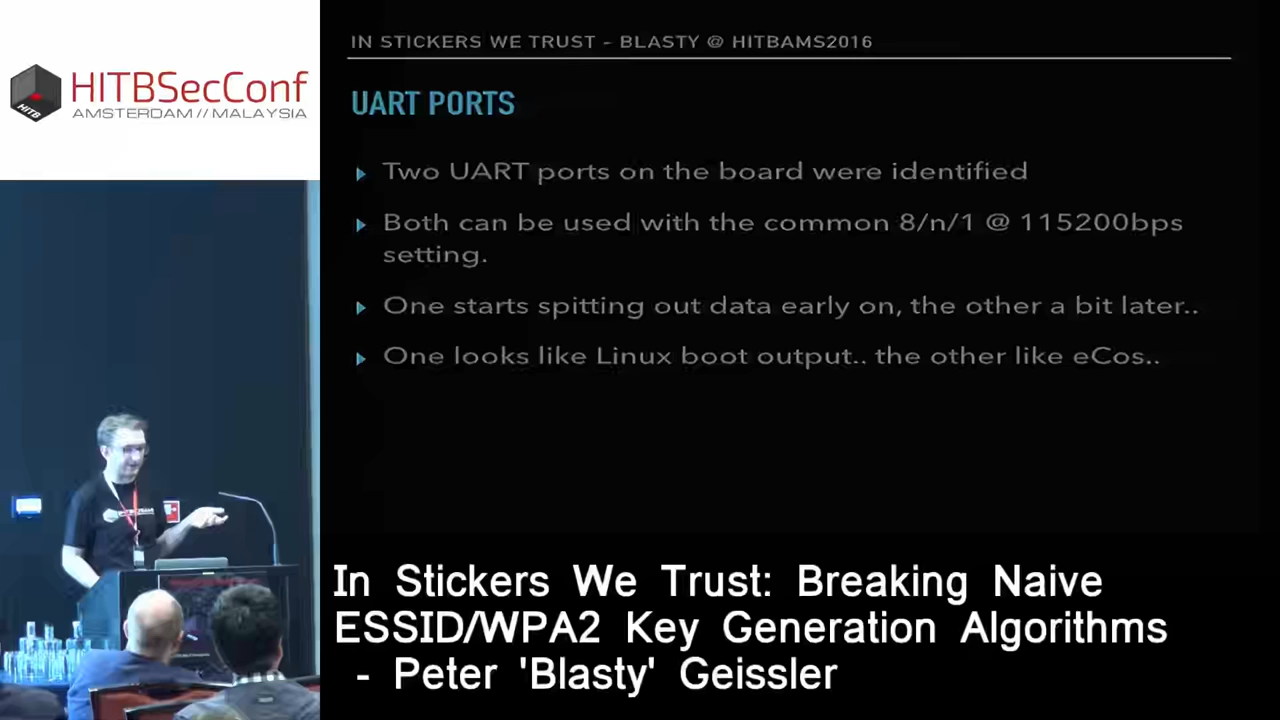 HITBSecConf
AMSTERDAM//MALAYSIA
HITB
IN STICKERS WE TRUST - BLASTY @ HITBAMS2016
UART PORTS
Two UART ports on the board were identified
Both can be used with the common 8/n/1 @ 115200bps
setting.
One starts spitting out data early on, the other a bit later..
One looks like Linux boot output.. the other like eCos..
In Stickers We Trust: Breaking Naive
ESSID/WPA2 Key Generation Algorithms
- Peter 'Blasty' Geissler